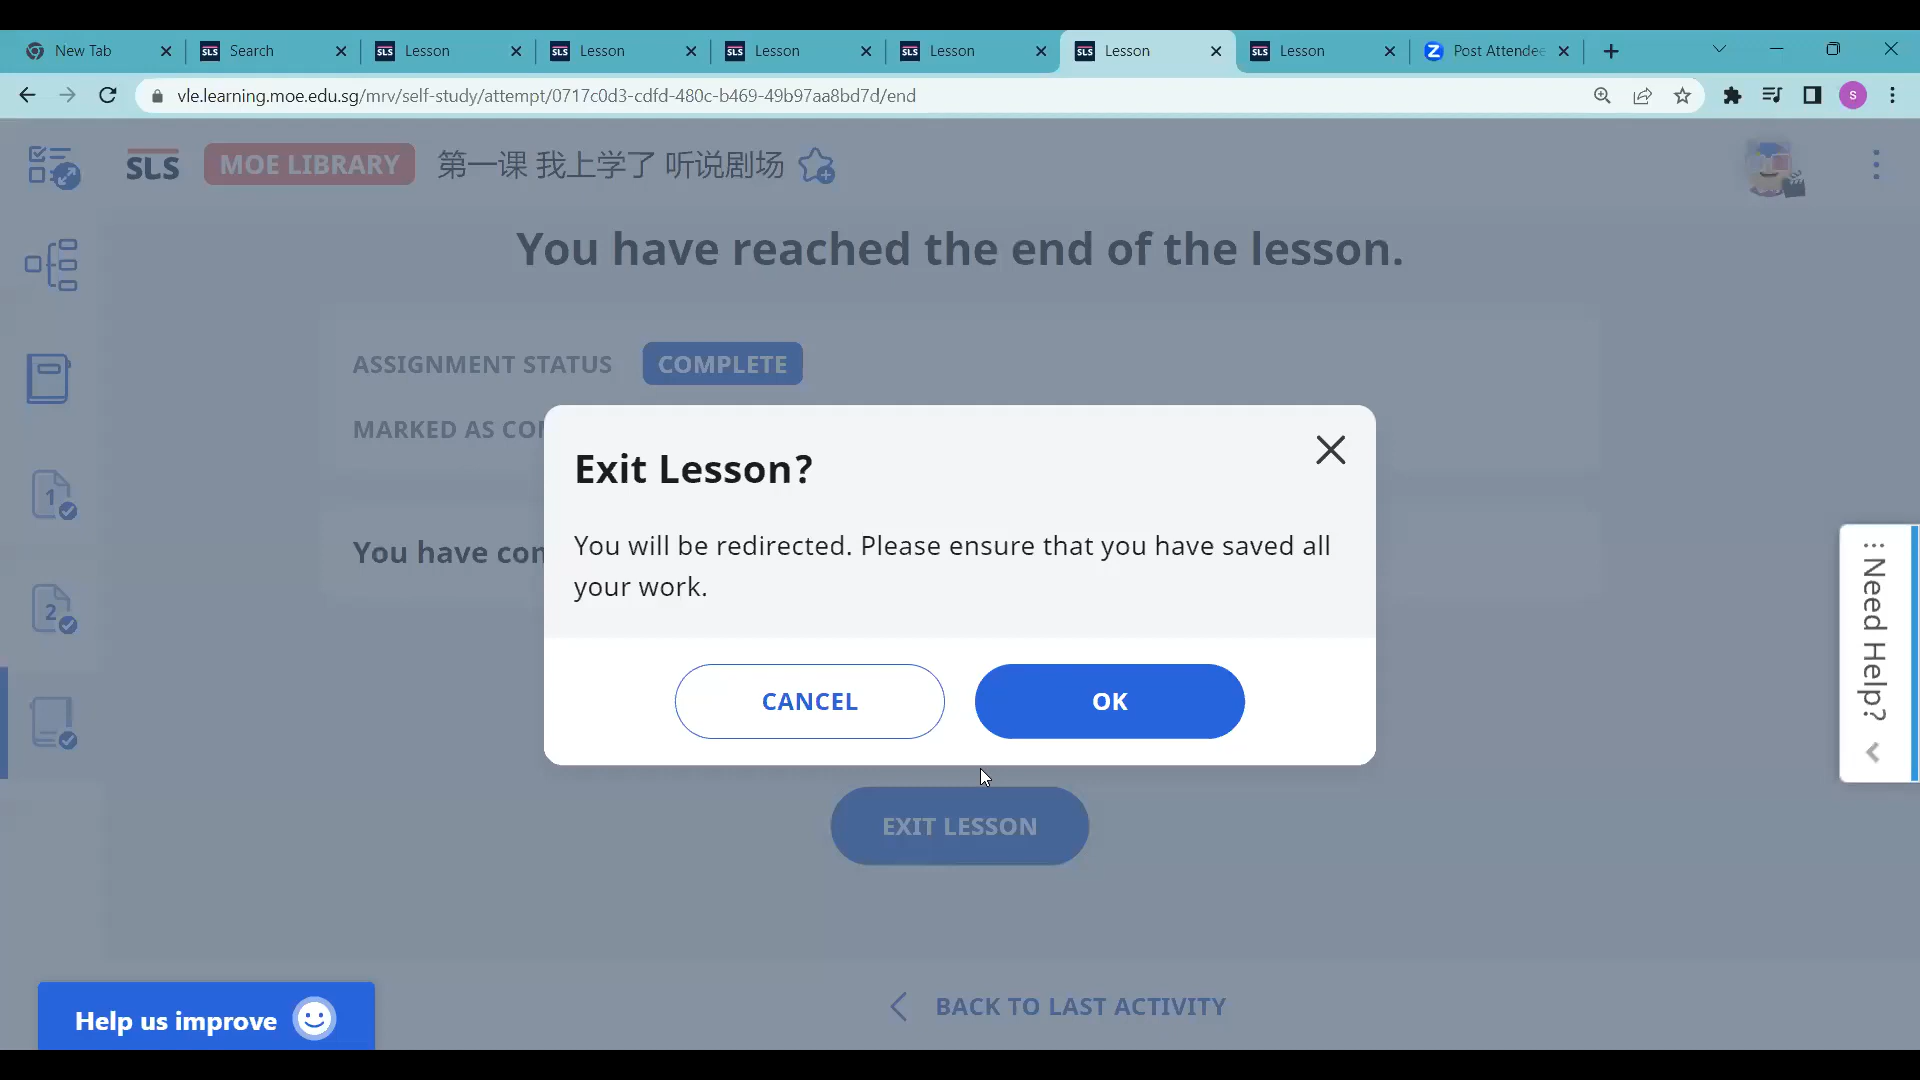 New Tab
Search
Lesson
Lesson
Lesson
Lesson
Lesson
Lesson
Post Attendee
vle.learning.moe.edu.sg/mrv/self-study/attempt/0717c0d3-cdfd-480c-b469-49b97aa8bd7d/end
S
SLS
MOE LIBRARY
第一课 我上学了 听说剧场
You have reached the end of the lesson.
ASSIGNMENT STATUS
COMPLETE
MARKED AS CO
Exit Lesson?
You will be redirected. Please ensure that you have saved all
your work.
You have co
CANCEL
OK
1
2
Need Help?
EXIT LESSON
BACK TO LAST ACTIVITY
Help us improve